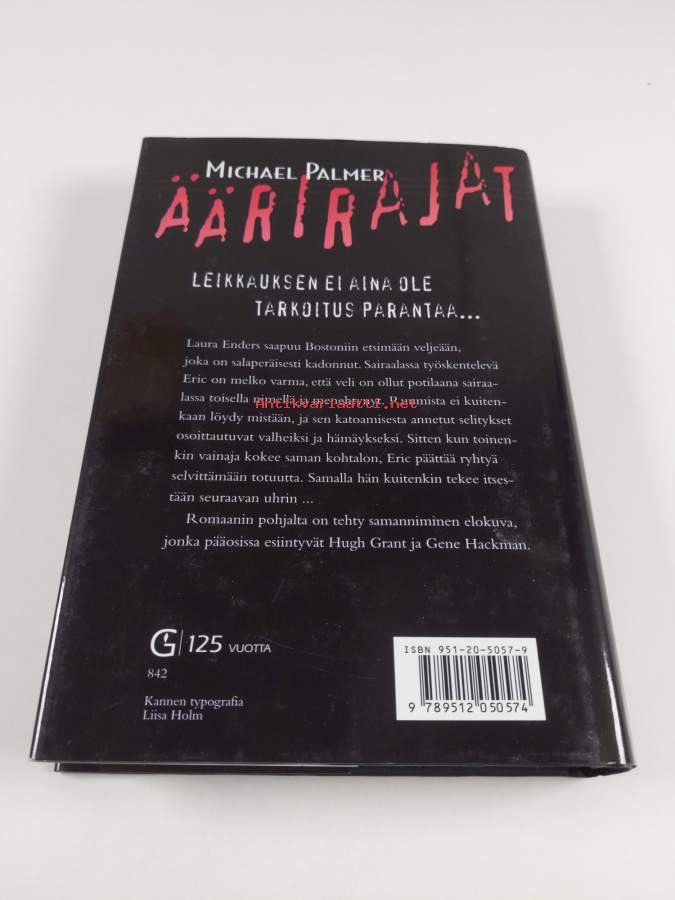 MICHAEL PALMER
ÄÄRIRAJAT
LEIKKAUKSEN EI AINA OLE
TARKOITUS PARANTAA...
Laura Enders saapuu Bostoniin etsimään veljeään,
joka on salaperäisesti kadonnut. Sairaalassa työskentelevä
Eric on melko varma, että veli on ollut potilaana sairaa-
lassa toisella nimellä ja menehtynyt. Ruumista ei kuiten-
Antikvariaatti.net
kaan löydy mistään, ja sen katoamisesta annetut selitykset
osoittautuvat valheiksi ja hämäykseksi. Sitten kun toinen-
kin vainaja kokee saman kohtalon, Eric päättää ryhtyä
selvittämään totuutta. Samalla hän kuitenkin tekee itses-
tään seuraavan uhrin ...
Romaanin pohjalta on tehty samanniminen elokuva,
jonka pääosissa esiintyvät Hugh Grant ja Gene Hackman.
G 125 VUOTTA
842
Kannen typografia
Liisa Holm
ISBN 951-20-5057-9
9 789512 050574